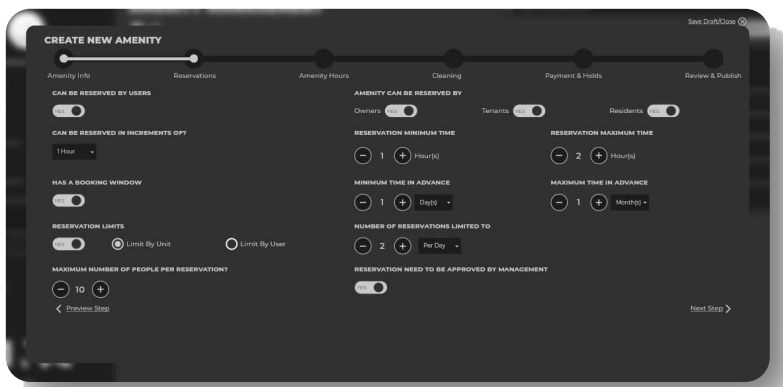 Save Draft/Close
CREATE NEW AMENITY
Amenity Info Reservations Amenity Hours Cleaning Payment & Holds Review & Publish
CAN BE RESERVED BY USERS
YES
AMENITY CAN BE RESERVED BY
Owners YES Tenants YES Residents YES
CAN BE RESERVED IN INCREMENTS OF?
1 Hour
RESERVATION MINIMUM TIME
1 Hour(s)
RESERVATION MAXIMUM TIME
2 Hour(s)
HAS A BOOKING WINDOW
YES
MINIMUM TIME IN ADVANCE
1 Day(s)
MAXIMUM TIME IN ADVANCE
1 Month(s)
RESERVATION LIMITS
YES Limit By Unit Limit By User
NUMBER OF RESERVATIONS LIMITED TO
2 Per Day
MAXIMUM NUMBER OF PEOPLE PER RESERVATION?
10
RESERVATION NEED TO BE APPROVED BY MANAGEMENT
YES
Preview Step
Next Step